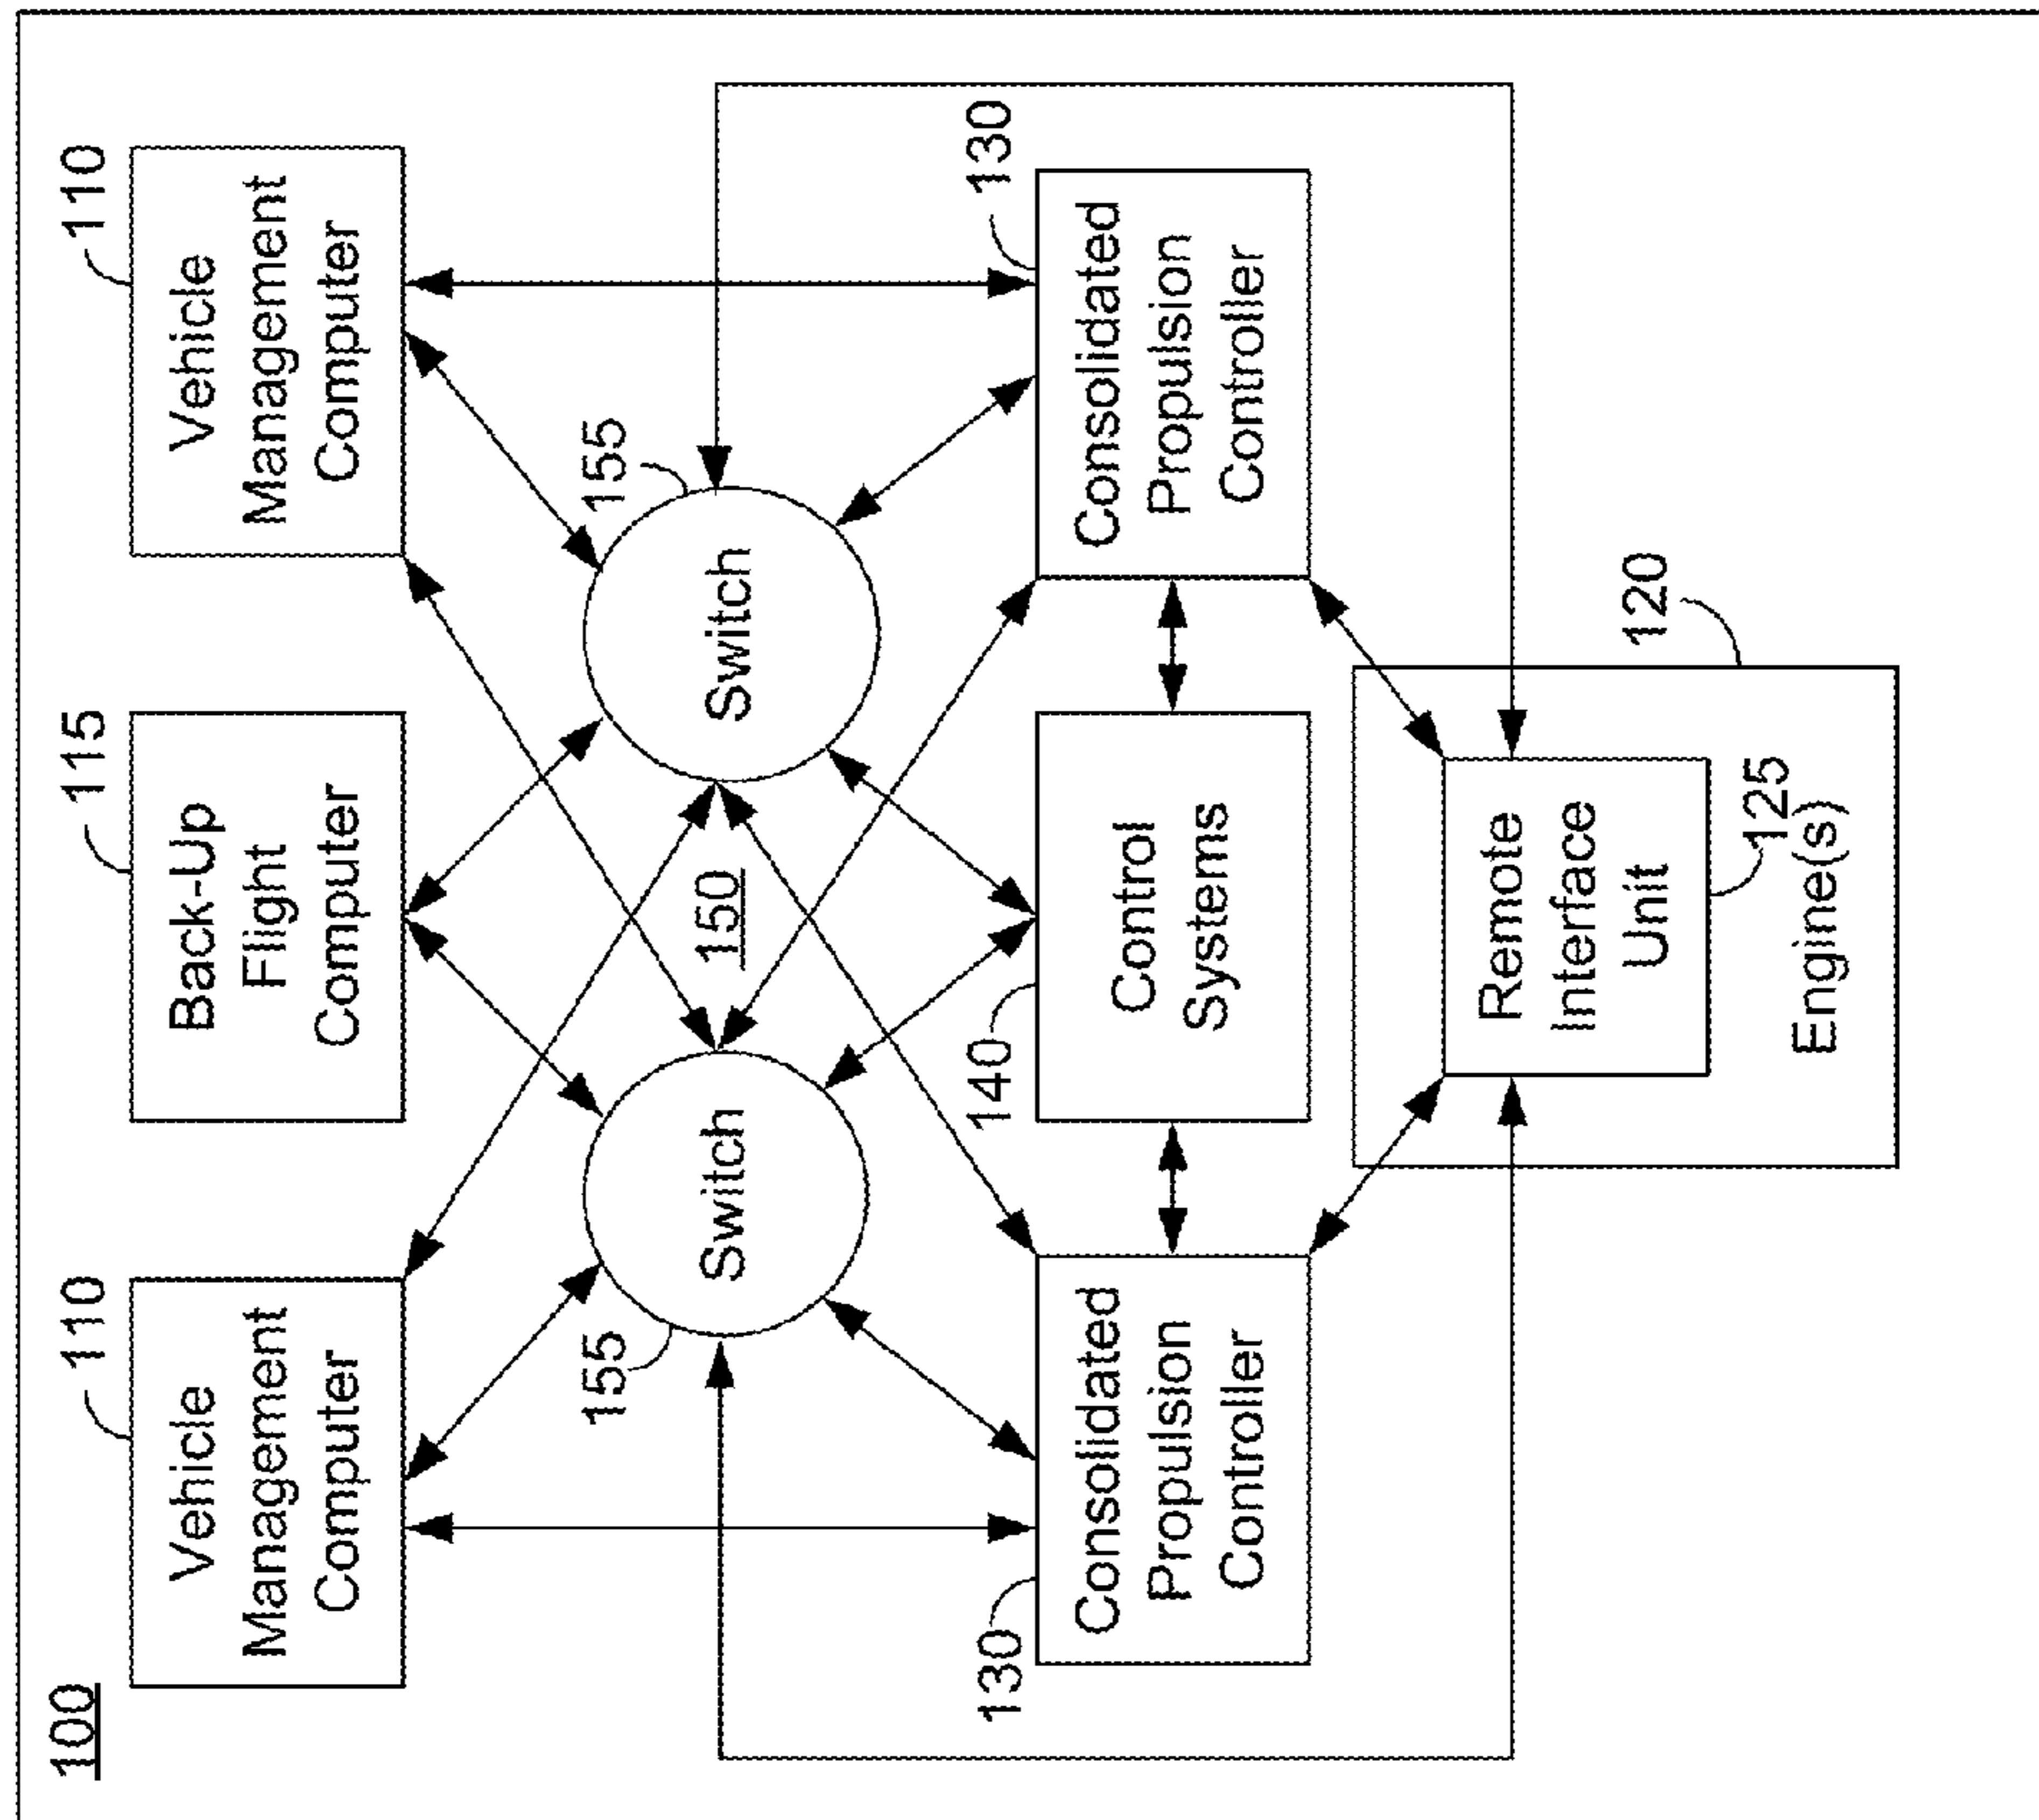 100
110
Vehicle
Management
Computer
115
Back-Up
Flight
Computer
110
Vehicle
Management
Computer
155
Switch
150
155
Switch
130
Consolidated
Propulsion
Controller
140
Control
Systems
130
Consolidated
Propulsion
Controller
120
Remote
Interface
Unit
125
Engine(s)